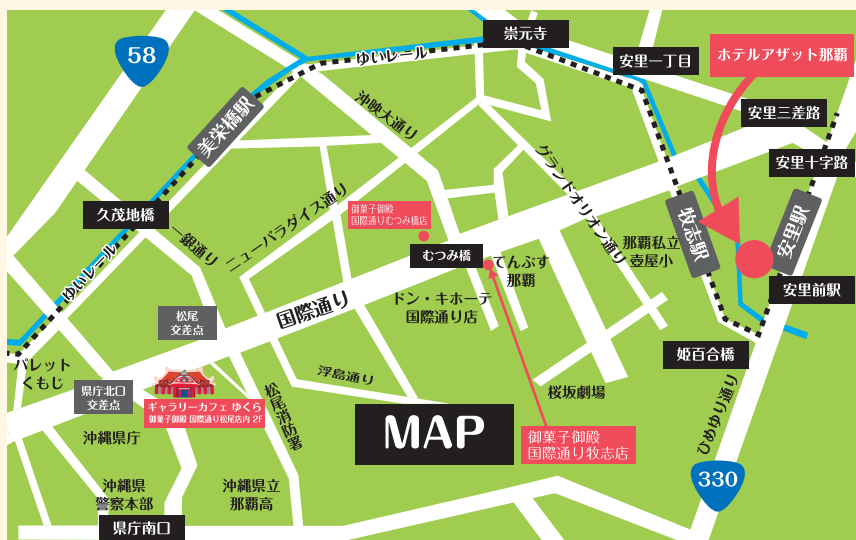 58
ゆいレール
崇元寺
安里一丁目
ホテルアザット那覇
美栄橋駅
沖映大通り
安里三差路
安里十字路
グランドオリオン通り
久茂地橋
一銀通り
ニューパラダイス通り
御菓子御殿
国際通りむつみ橋店
牧志駅
安里駅
那覇私立
壺屋小
むつみ橋
てんぶす
那覇
ゆいレール
安里前駅
国際通り
ドン・キホーテ
国際通り店
松尾
交差点
姫百合橋
パレット
くもじ
浮島通り
県庁北口
交差点
松尾消防署
桜坂劇場
ギャラリーカフェ ゆくら
御菓子御殿 国際通り松尾店内 2F
ひめゆり通り
MAP
御菓子御殿
国際通り牧志店
沖縄県庁
330
沖縄県
警察本部
沖縄県立
那覇高
県庁南口